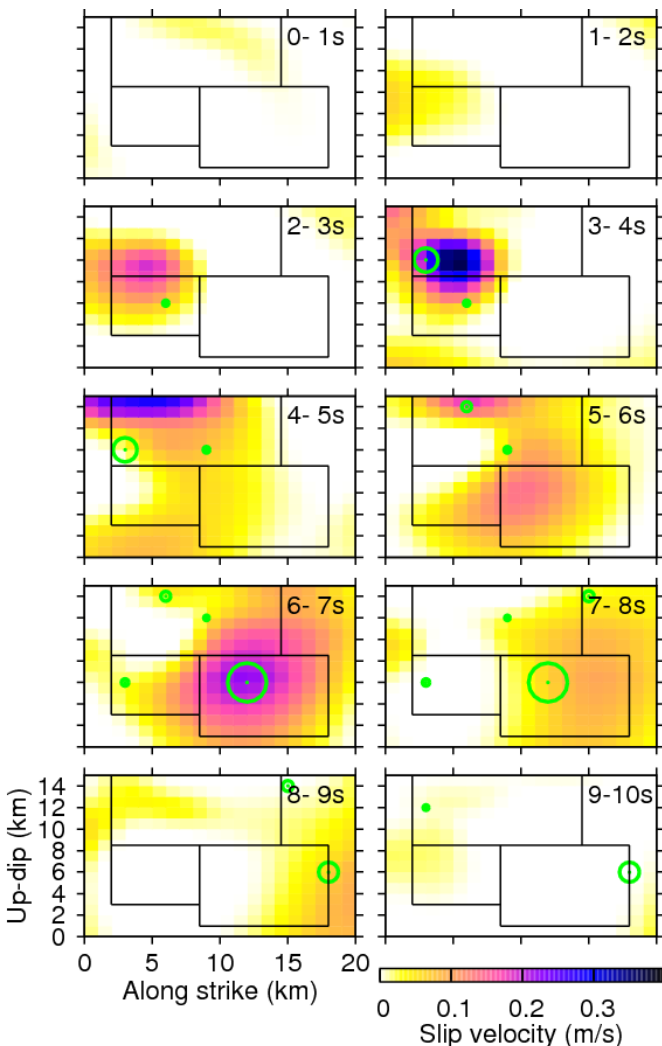 0- 1s
1- 2s
2- 3s
3- 4s
4- 5s
5- 6s
6- 7s
7- 8s
8- 9s
9-10s
14
12
10
8
6
4
2
0
Up-dip (km)
0 5 10 15 20
Along strike (km)
0 0.1 0.2 0.3
Slip velocity (m/s)